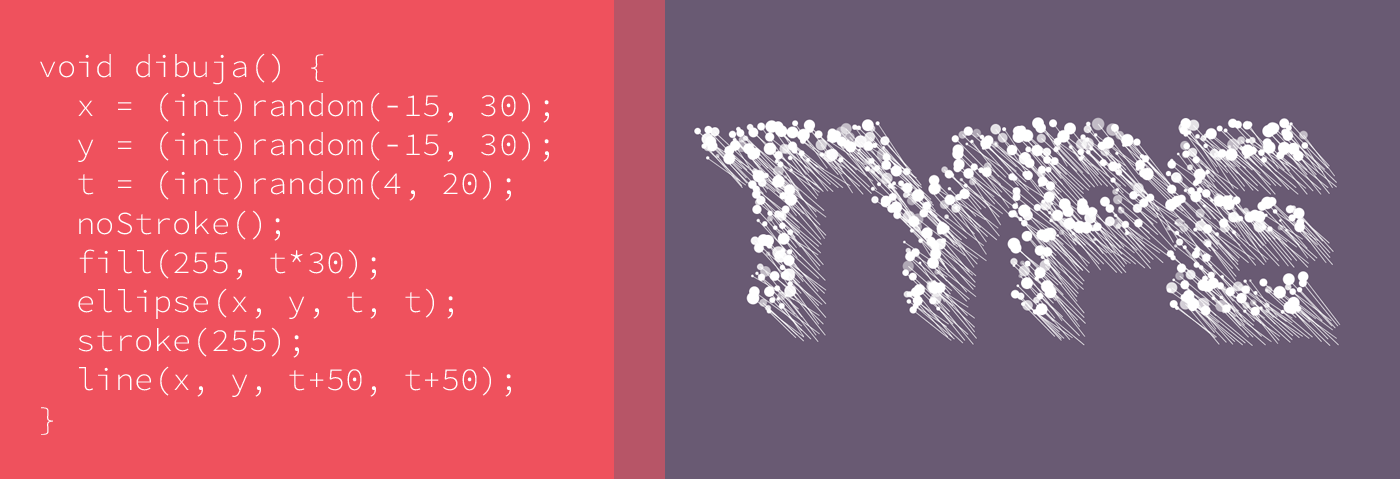 void dibuja() {
  x = (int)random(-15, 30);
  y = (int)random(-15, 30);
  t = (int)random(4, 20);
  noStroke();
  fill(255, t*30);
  ellipse(x, y, t, t);
  stroke(255);
  line(x, y, t+50, t+50);
}
TYPE